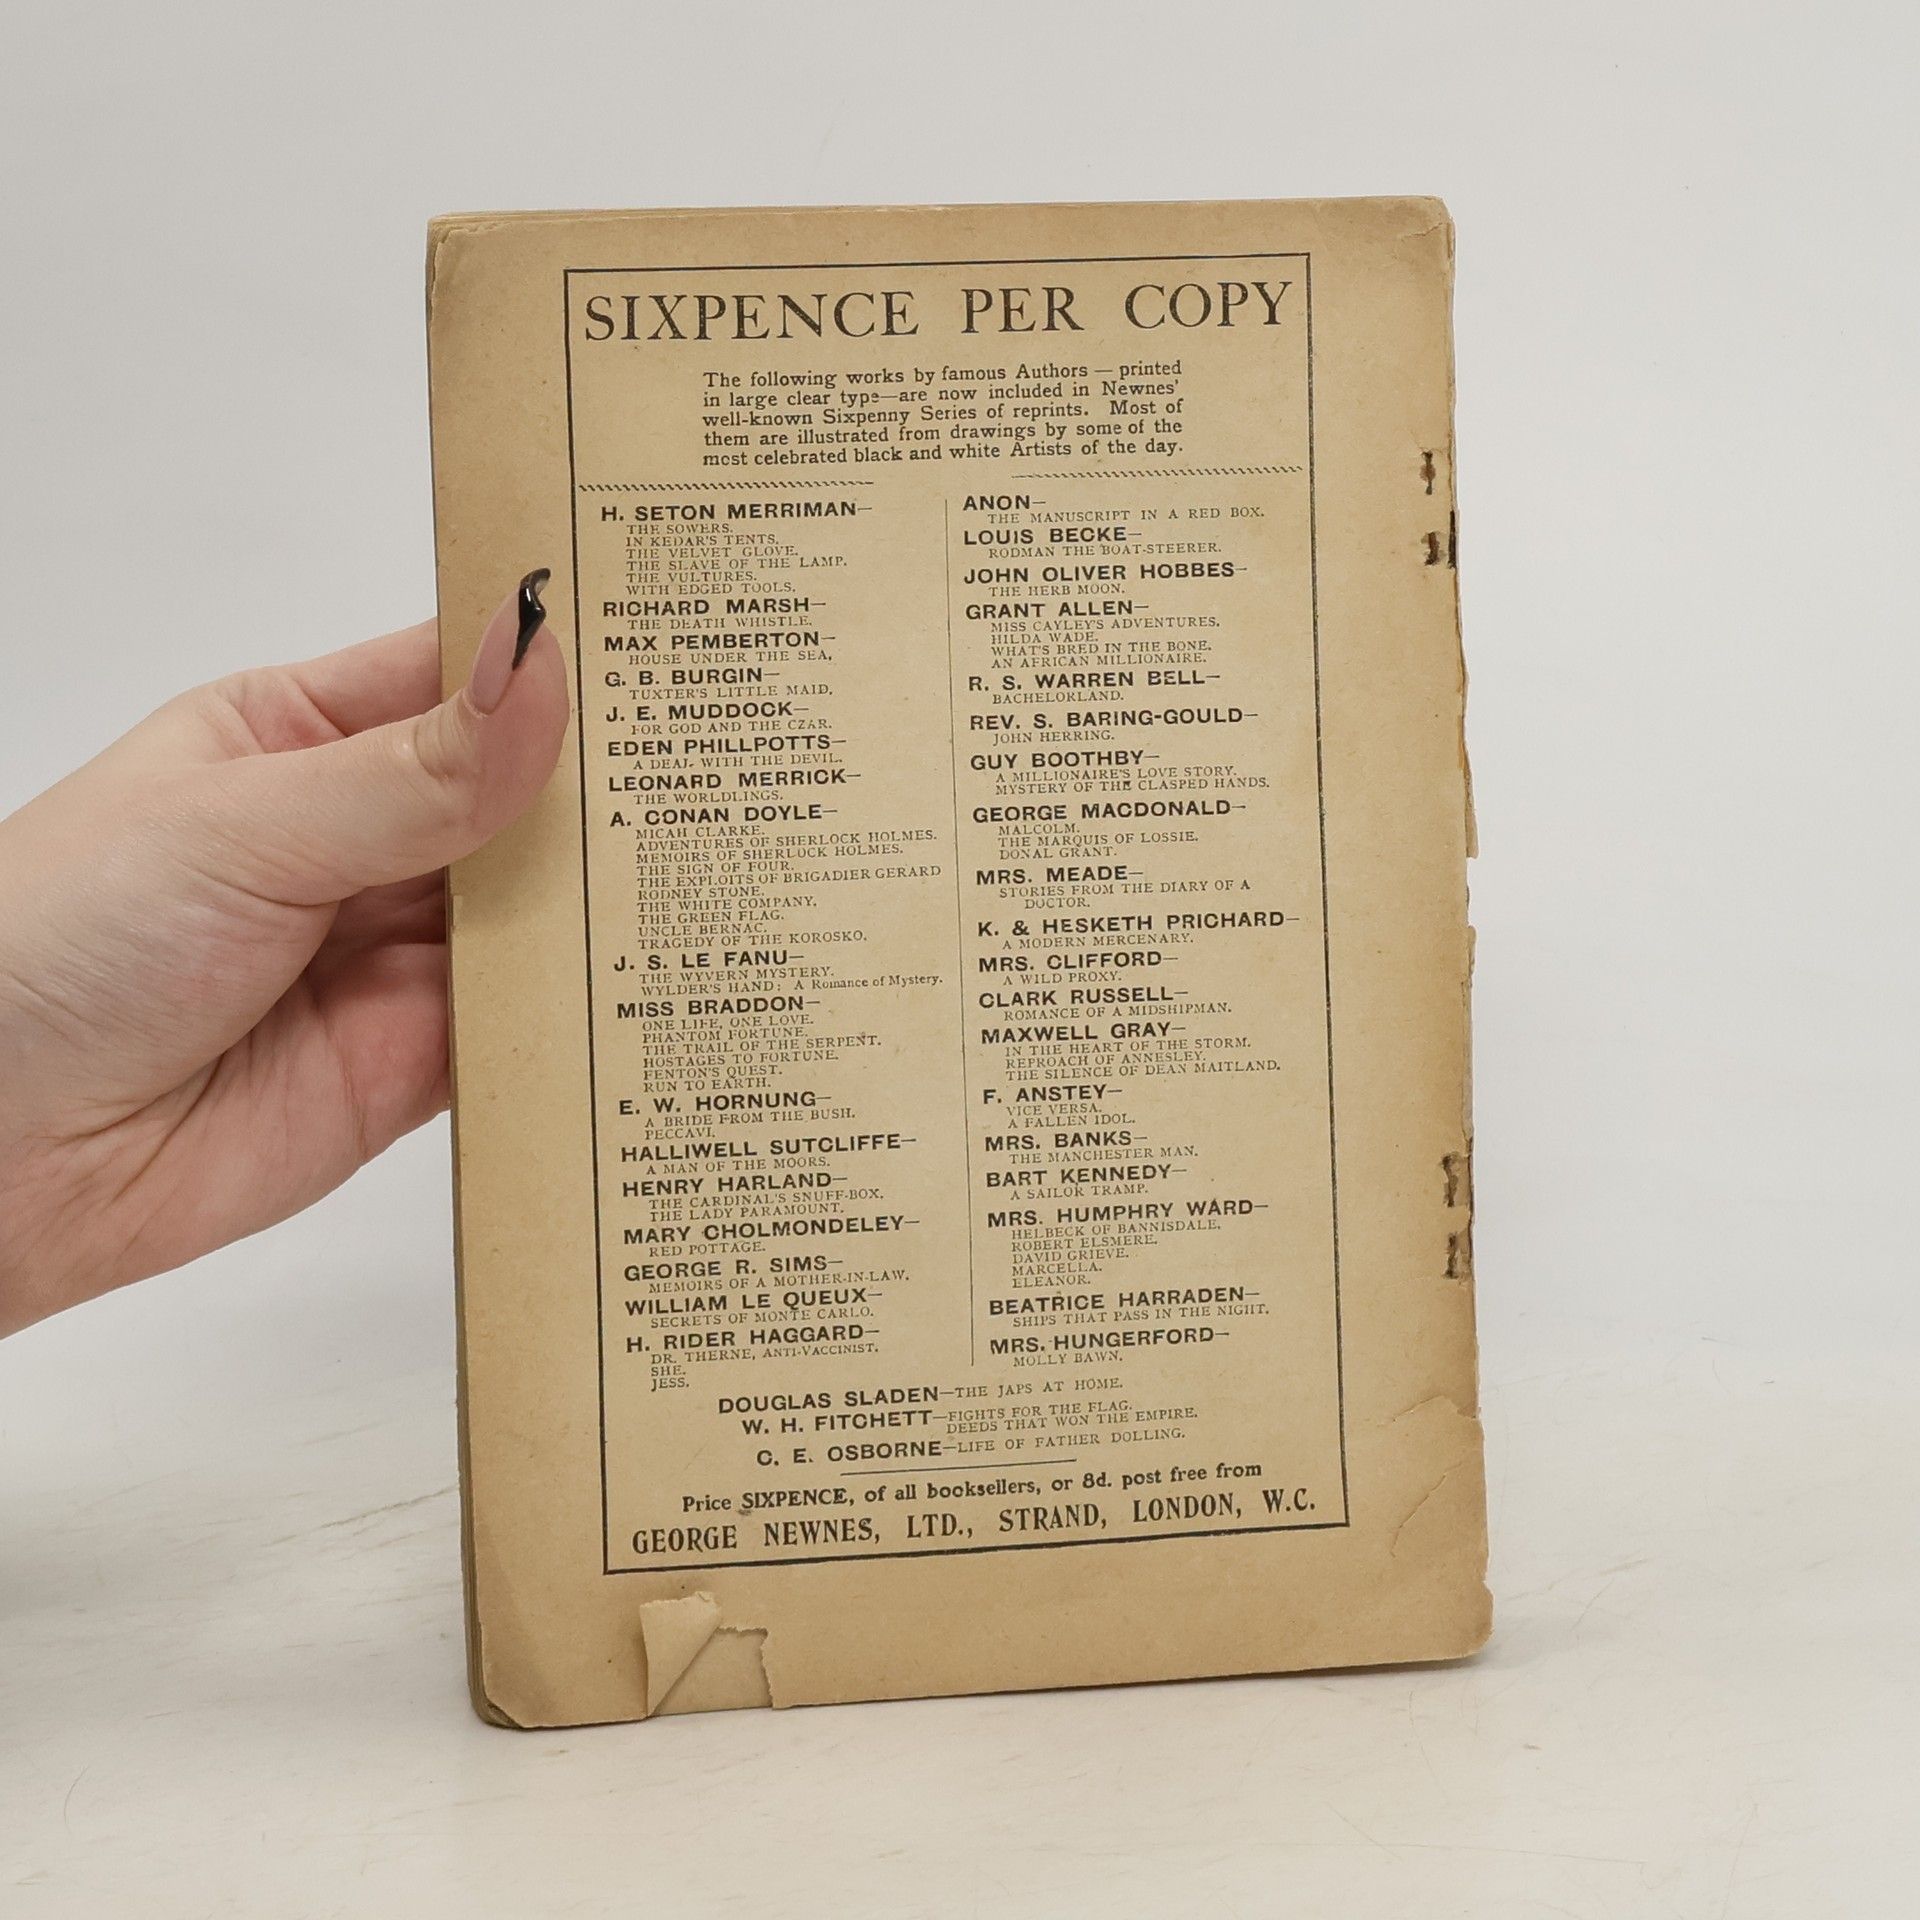 SIXPENCE PER COPY
The following works by famous Authors — printed
in large clear type—are now included in Newnes'
well-known Sixpenny Series of reprints. Most of
them are illustrated from drawings by some of the
most celebrated black and white Artists of the day.
H. SETON MERRIMAN—
THE SOWERS.
IN KEDAR'S TENTS.
THE VELVET GLOVE.
THE SLAVE OF THE LAMP.
THE VULTURES.
WITH EDGED TOOLS.
RICHARD MARSH—
THE DEATH WHISTLE.
MAX PEMBERTON—
HOUSE UNDER THE SEA.
G. B. BURGIN—
TUXTER'S LITTLE MAID.
J. E. MUDDOCK—
FOR GOD AND THE CZAR.
EDEN PHILLPOTTS—
A DEAL WITH THE DEVIL.
LEONARD MERRICK—
THE WORLDLINGS.
A. CONAN DOYLE—
MICAH CLARKE.
ADVENTURES OF SHERLOCK HOLMES.
MEMOIRS OF SHERLOCK HOLMES.
THE SIGN OF FOUR.
THE EXPLOITS OF BRIGADIER GERARD
RODNEY STONE.
THE WHITE COMPANY.
THE GREEN FLAG.
UNCLE BERNAC.
TRAGEDY OF THE KOROSKO.
J. S. LE FANU—
THE WYVERN MYSTERY.
WYLDER'S HAND: A Romance of Mystery.
MISS BRADDON—
ONE LIFE, ONE LOVE.
PHANTOM FORTUNE.
THE TRAIL OF THE SERPENT.
HOSTAGES TO FORTUNE.
FENTON'S QUEST.
RUN TO EARTH.
E. W. HORNUNG—
A BRIDE FROM THE BUSH.
PECCAVI.
HALLIWELL SUTCLIFFE—
A MAN OF THE MOORS.
HENRY HARLAND—
THE CARDINAL'S SNUFF-BOX.
THE LADY PARAMOUNT.
MARY CHOLMONDELEY—
RED POTTAGE.
GEORGE R. SIMS—
MEMOIRS OF A MOTHER-IN-LAW.
WILLIAM LE QUEUX—
SECRETS OF MONTE CARLO.
H. RIDER HAGGARD—
DR. THERNE, ANTI-VACCINIST.
SHE.
JESS.
ANON—
THE MANUSCRIPT IN A RED BOX.
LOUIS BECKE—
RODMAN THE BOAT-STEERER.
JOHN OLIVER HOBBES—
THE HERB MOON.
GRANT ALLEN—
MISS CAYLEY'S ADVENTURES.
HILDA WADE.
WHAT'S BRED IN THE BONE.
AN AFRICAN MILLIONAIRE.
R. S. WARREN BELL—
BACHELORLAND.
REV. S. BARING-GOULD—
JOHN HERRING.
GUY BOOTHBY—
A MILLIONAIRE'S LOVE STORY.
MYSTERY OF THE CLASPED HANDS.
GEORGE MACDONALD—
MALCOLM.
THE MARQUIS OF LOSSIE.
DONAL GRANT.
MRS. MEADE—
STORIES FROM THE DIARY OF A
DOCTOR.
K. & HESKETH PRICHARD—
A MODERN MERCENARY.
MRS. CLIFFORD—
A WILD PROXY.
CLARK RUSSELL—
ROMANCE OF A MIDSHIPMAN.
MAXWELL GRAY—
IN THE HEART OF THE STORM.
REPROACH OF ANNESLEY.
THE SILENCE OF DEAN MAITLAND.
F. ANSTEY—
VICE VERSA.
A FALLEN IDOL.
MRS. BANKS—
THE MANCHESTER MAN.
BART KENNEDY—
A SAILOR TRAMP.
MRS. HUMPHRY WARD—
HELBECK OF BANNISDALE.
ROBERT ELSMERE.
DAVID GRIEVE.
MARCELLA.
ELEANOR.
BEATRICE HARRADEN—
SHIPS THAT PASS IN THE NIGHT.
MRS. HUNGERFORD—
MOLLY BAWN.
DOUGLAS SLADEN—THE JAPS AT HOME.
W. H. FITCHETT—FIGHTS FOR THE FLAG.
DEEDS THAT WON THE EMPIRE.
C. E. OSBORNE—LIFE OF FATHER DOLLING.
Price SIXPENCE, of all booksellers, or 8d. post free from
GEORGE NEWNES, LTD., STRAND, LONDON, W.C.